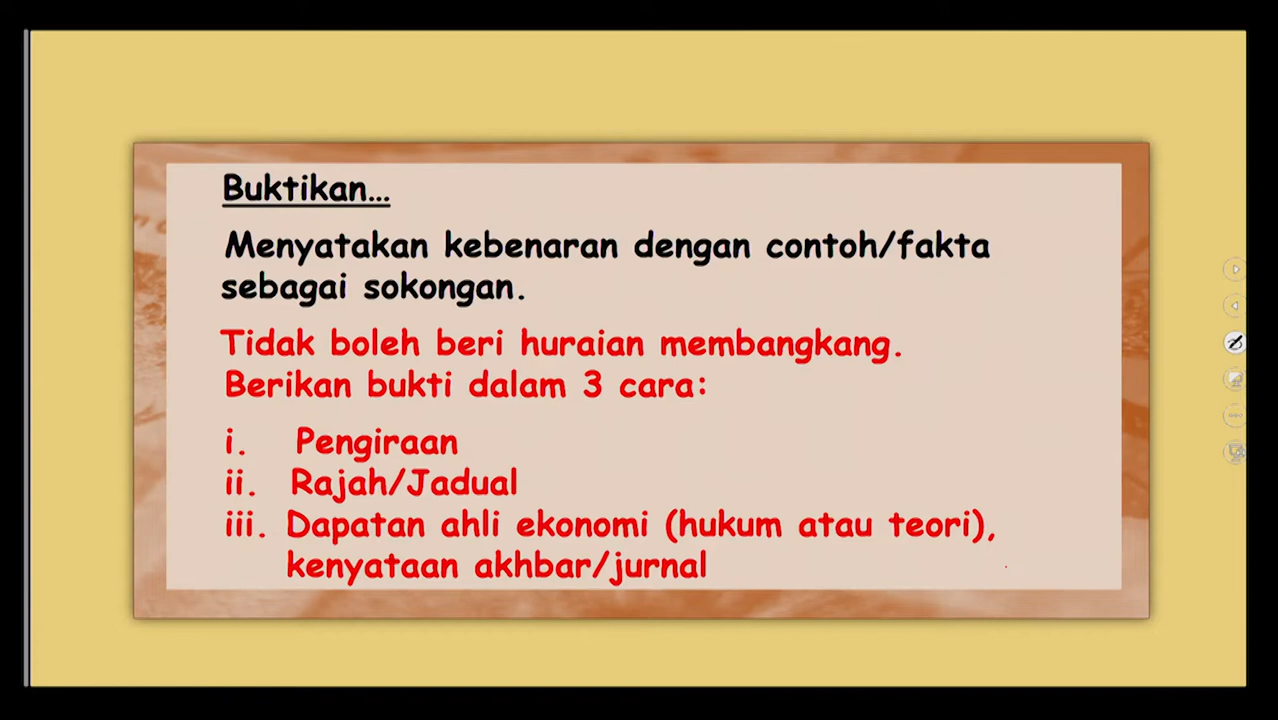 Buktikan...
Menyatakan kebenaran dengan contoh/fakta
sebagai sokongan.
Tidak boleh beri huraian membangkang.
Berikan bukti dalam 3 cara:
i. Pengiraan
ii. Rajah/Jadual
iii. Dapatan ahli ekonomi (hukum atau teori),
kenyataan akhbar/jurnal